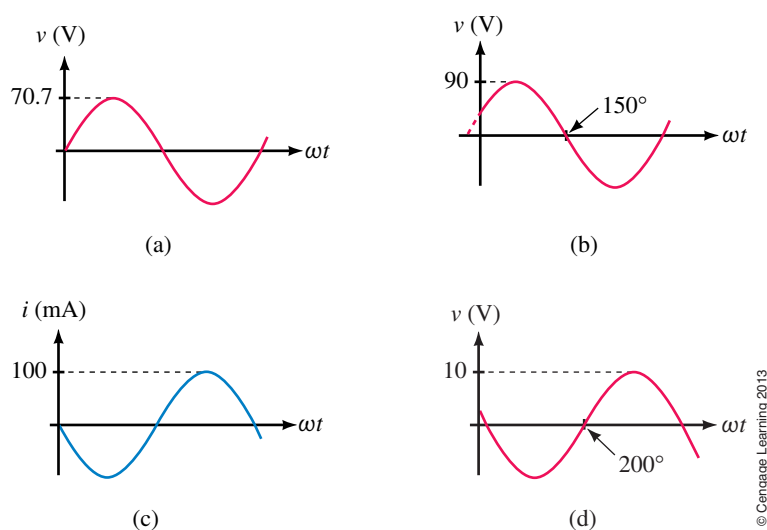 v (V)
70.7
ωt
(a)
v (V)
90
150°
ωt
(b)
i (mA)
100
ωt
(c)
v (V)
10
200°
ωt
(d)
© Cengage Learning 2013